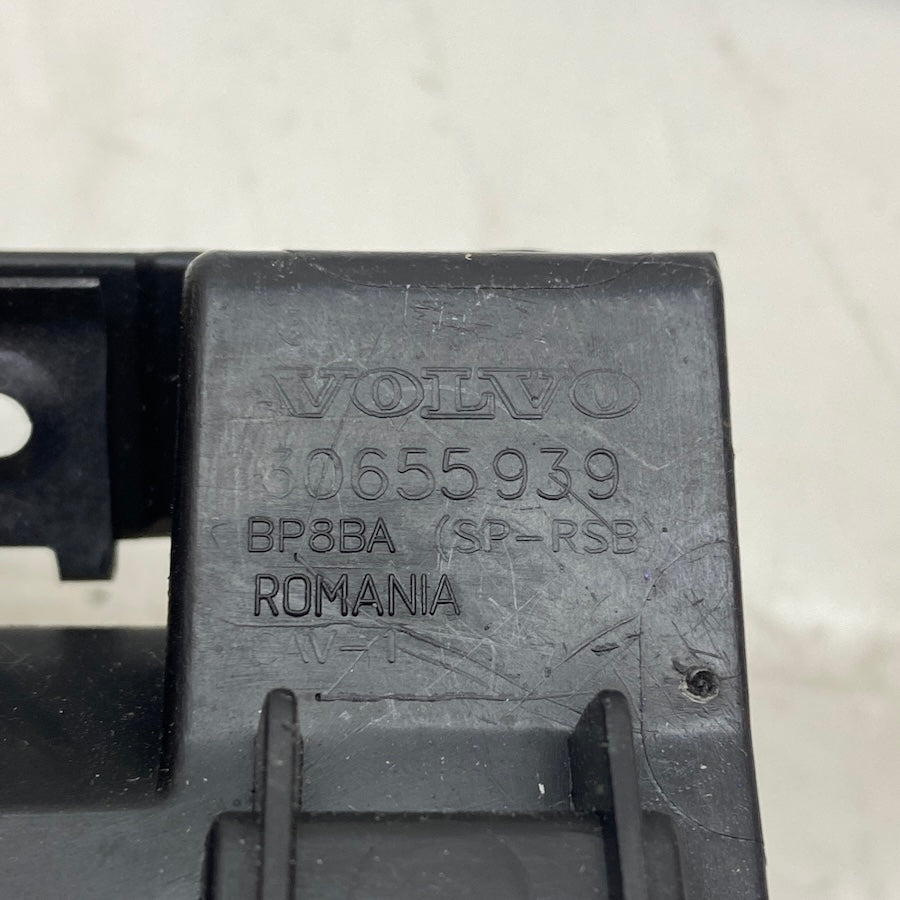 VOLVO
30655939
BP8BA (SP-RSB)
ROMANIA